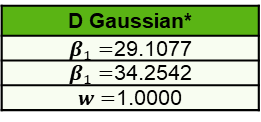 D Gaussian*
β₁ =29.1077
β₁ =34.2542
w =1.0000